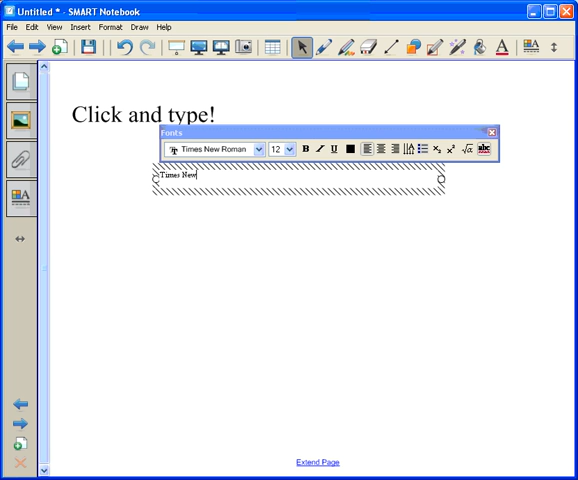 Untitled * - SMART Notebook
File Edit View Insert Format Draw Help
Click and type!
Fonts
Times New Roman 12 B I U abc
Times New
Extend Page